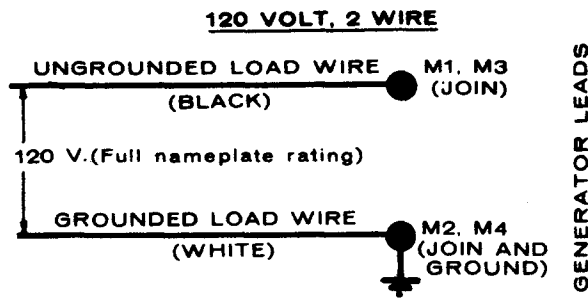 120 VOLT, 2 WIRE
UNGROUNDED LOAD WIRE
(BLACK)
M1, M3
(JOIN)
120 V.(Full nameplate rating)
GROUNDED LOAD WIRE
(WHITE)
M2, M4
(JOIN AND
GROUND)
GENERATOR LEADS